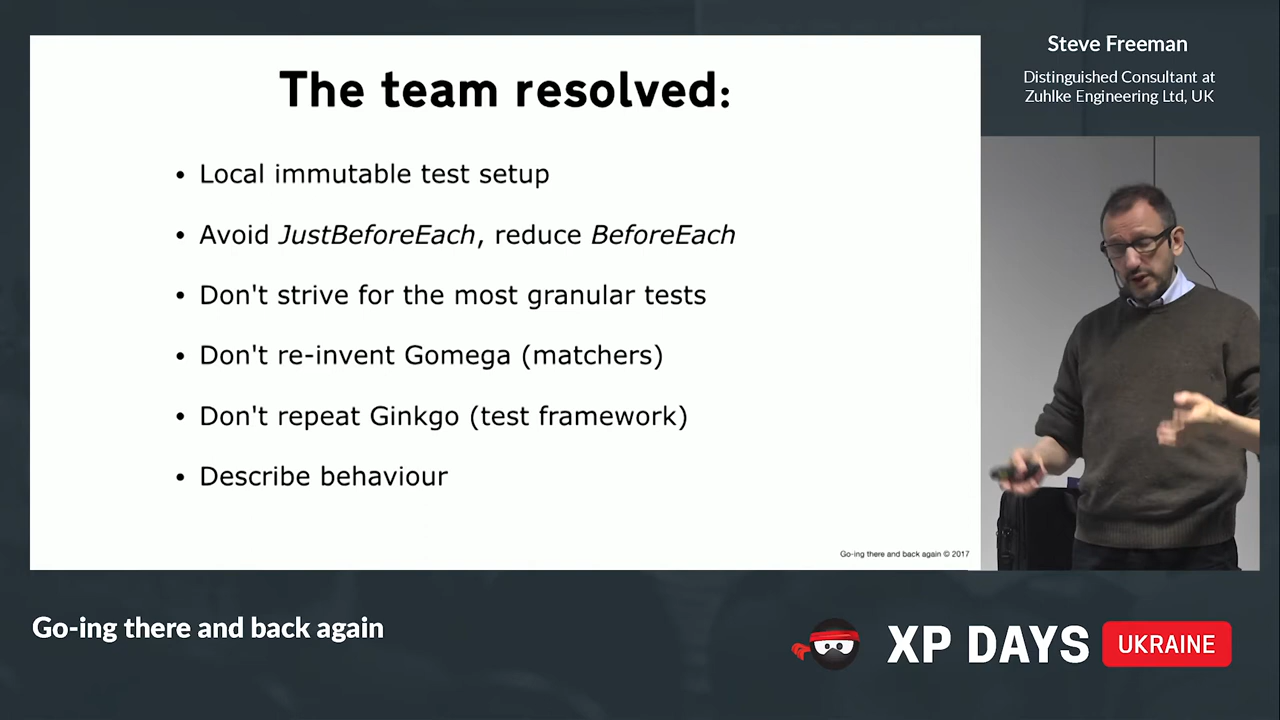 Steve Freeman
Distinguished Consultant at
Zuhlke Engineering Ltd, UK
The team resolved:
• Local immutable test setup
• Avoid JustBeforeEach, reduce BeforeEach
• Don't strive for the most granular tests
• Don't re-invent Gomega (matchers)
• Don't repeat Ginkgo (test framework)
• Describe behaviour
Go-ing there and back again © 2017
Go-ing there and back again
XP DAYS UKRAINE